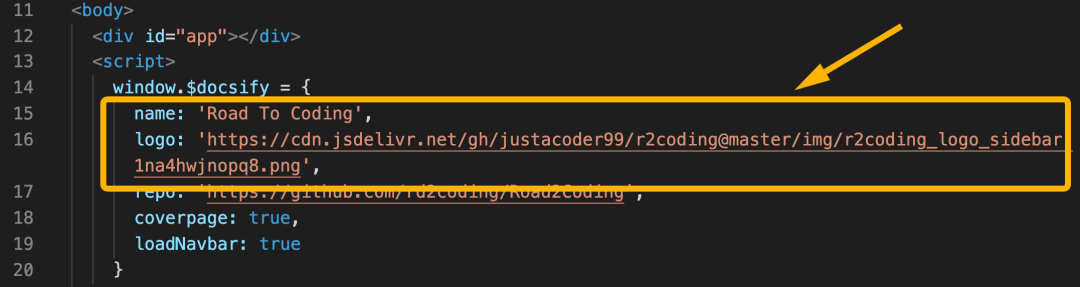 11 <body>
12 <div id="app"></div>
13 <script>
14 window.$docsify = {
15 name: 'Road To Coding',
16 logo: 'https://cdn.jsdelivr.net/gh/justacoder99/r2coding@master/img/r2coding_logo_sidebar
1na4hwjnopq8.png',
17 repo: 'https://github.com/rd2coding/Road2Coding',
18 coverpage: true,
19 loadNavbar: true
20 }